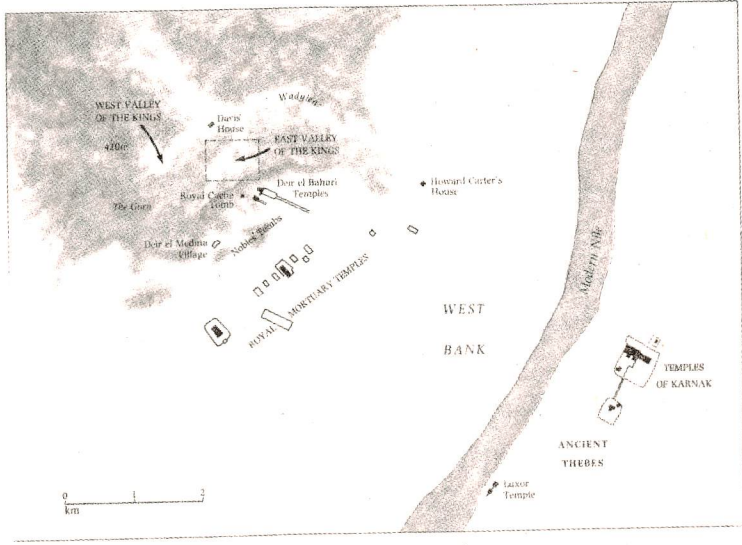 Wadyien
WEST VALLEY
OF THE KINGS
Davis'
House
EAST VALLEY
OF THE KINGS
420m
Deir el Bahari
Temples
Howard Carter's
House
Royal Cache
Tomb
The Gurn
Nobles' Tombs
Deir el Medina
Village
ROYAL MORTUARY TEMPLES
Modern Nile
WEST
BANK
TEMPLES
OF KARNAK
ANCIENT
THEBES
Luxor
Temple
0 1 2
km